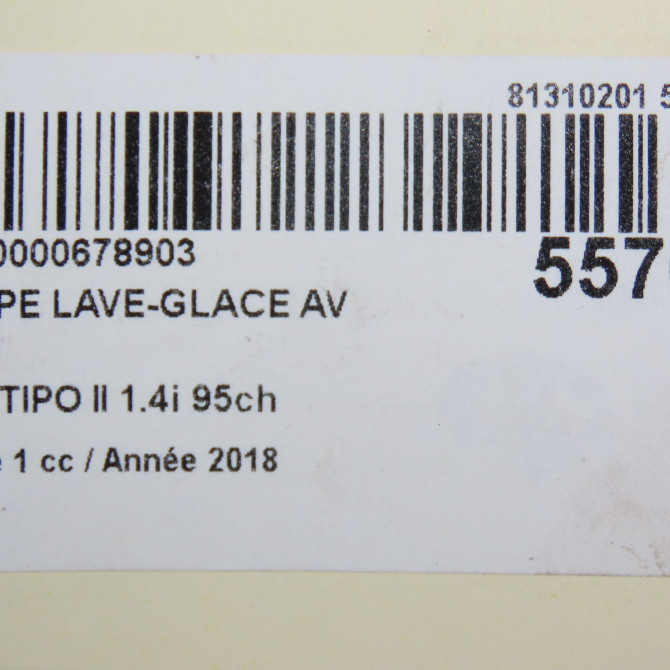 81310201 5
0000678903
557
PE LAVE-GLACE AV
TIPO II 1.4i 95ch
e 1 cc / Année 2018